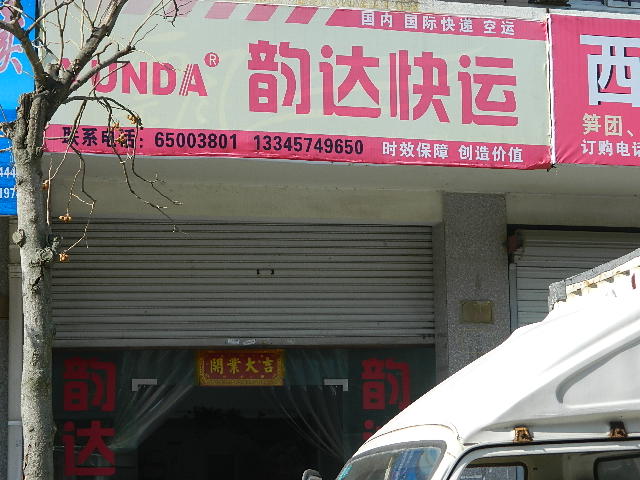 国内 国际快递 空运
YUNDA® 韵达快运
联系电话：65003801 13345749650
时效保障 创造价值
西
笋团、
订购电话
開業大吉
韵达
韵